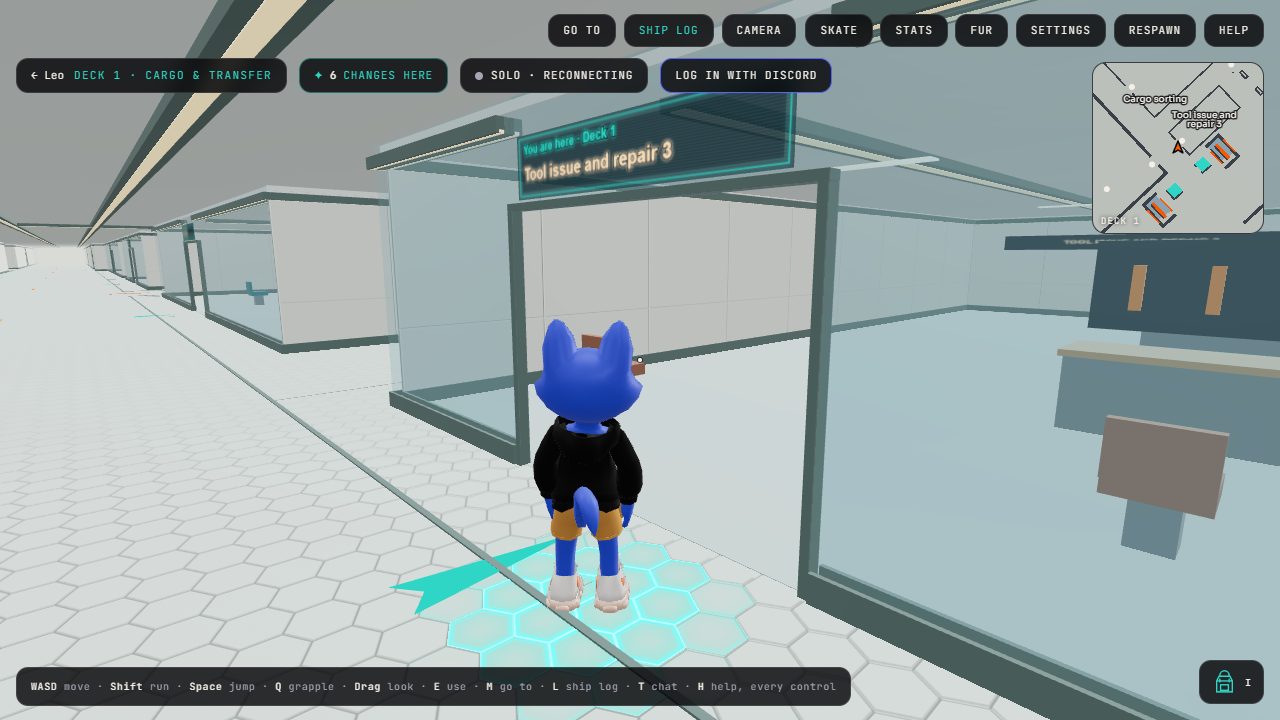 GO TO
SHIP LOG
CAMERA
SKATE
STATS
FUR
SETTINGS
RESPAWN
HELP
← Leo DECK 1 · CARGO & TRANSFER
✦ 6 CHANGES HERE
SOLO · RECONNECTING
LOG IN WITH DISCORD
Cargo sorting
Tool issue and
repair 3
DECK 1
You are here · Deck 1
Tool issue and repair 3
WASD move · Shift run · Space jump · Q grapple · Drag look · E use · M go to · L ship log · T chat · H help, every control
I